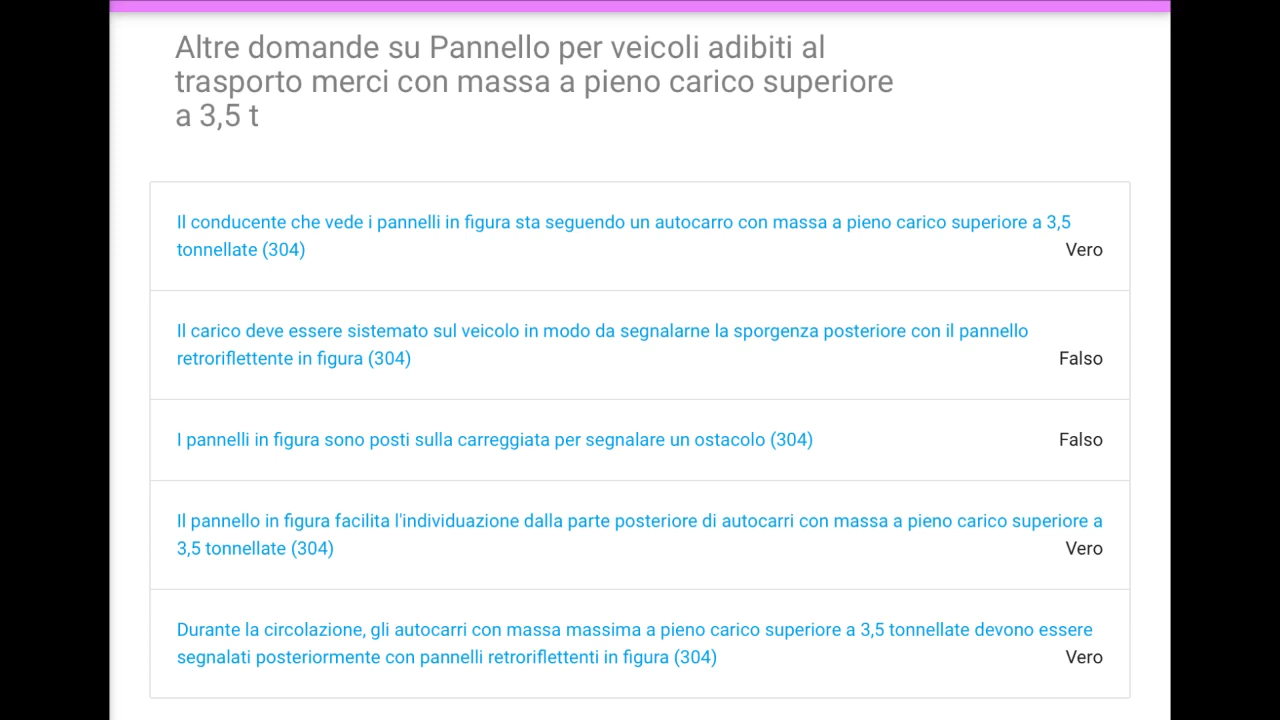 Altre domande su Pannello per veicoli adibiti al
trasporto merci con massa a pieno carico superiore
a 3,5 t
Il conducente che vede i pannelli in figura sta seguendo un autocarro con massa a pieno carico superiore a 3,5
tonnellate (304) Vero
Il carico deve essere sistemato sul veicolo in modo da segnalarne la sporgenza posteriore con il pannello
retroriflettente in figura (304) Falso
I pannelli in figura sono posti sulla carreggiata per segnalare un ostacolo (304) Falso
Il pannello in figura facilita l'individuazione dalla parte posteriore di autocarri con massa a pieno carico superiore a
3,5 tonnellate (304) Vero
Durante la circolazione, gli autocarri con massa massima a pieno carico superiore a 3,5 tonnellate devono essere
segnalati posteriormente con pannelli retroriflettenti in figura (304) Vero